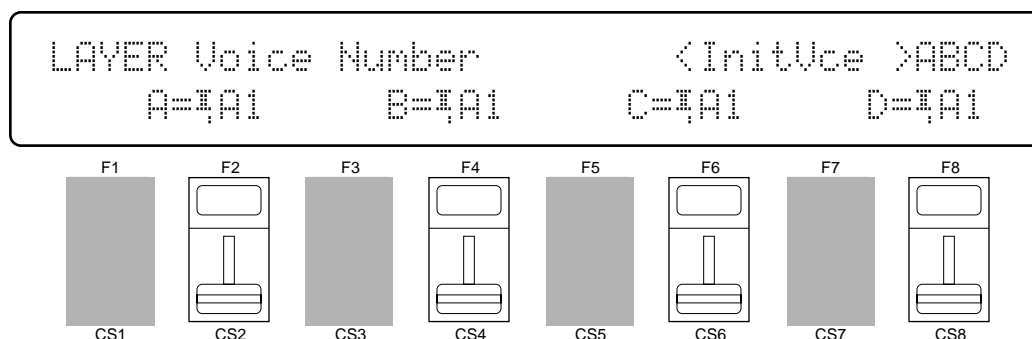 LAYER Voice Number <InitVce >ABCD
A=I,A1 B=I,A1 C=I,A1 D=I,A1
F1 F2 F3 F4 F5 F6 F7 F8
CS1 CS2 CS3 CS4 CS5 CS6 CS7 CS8